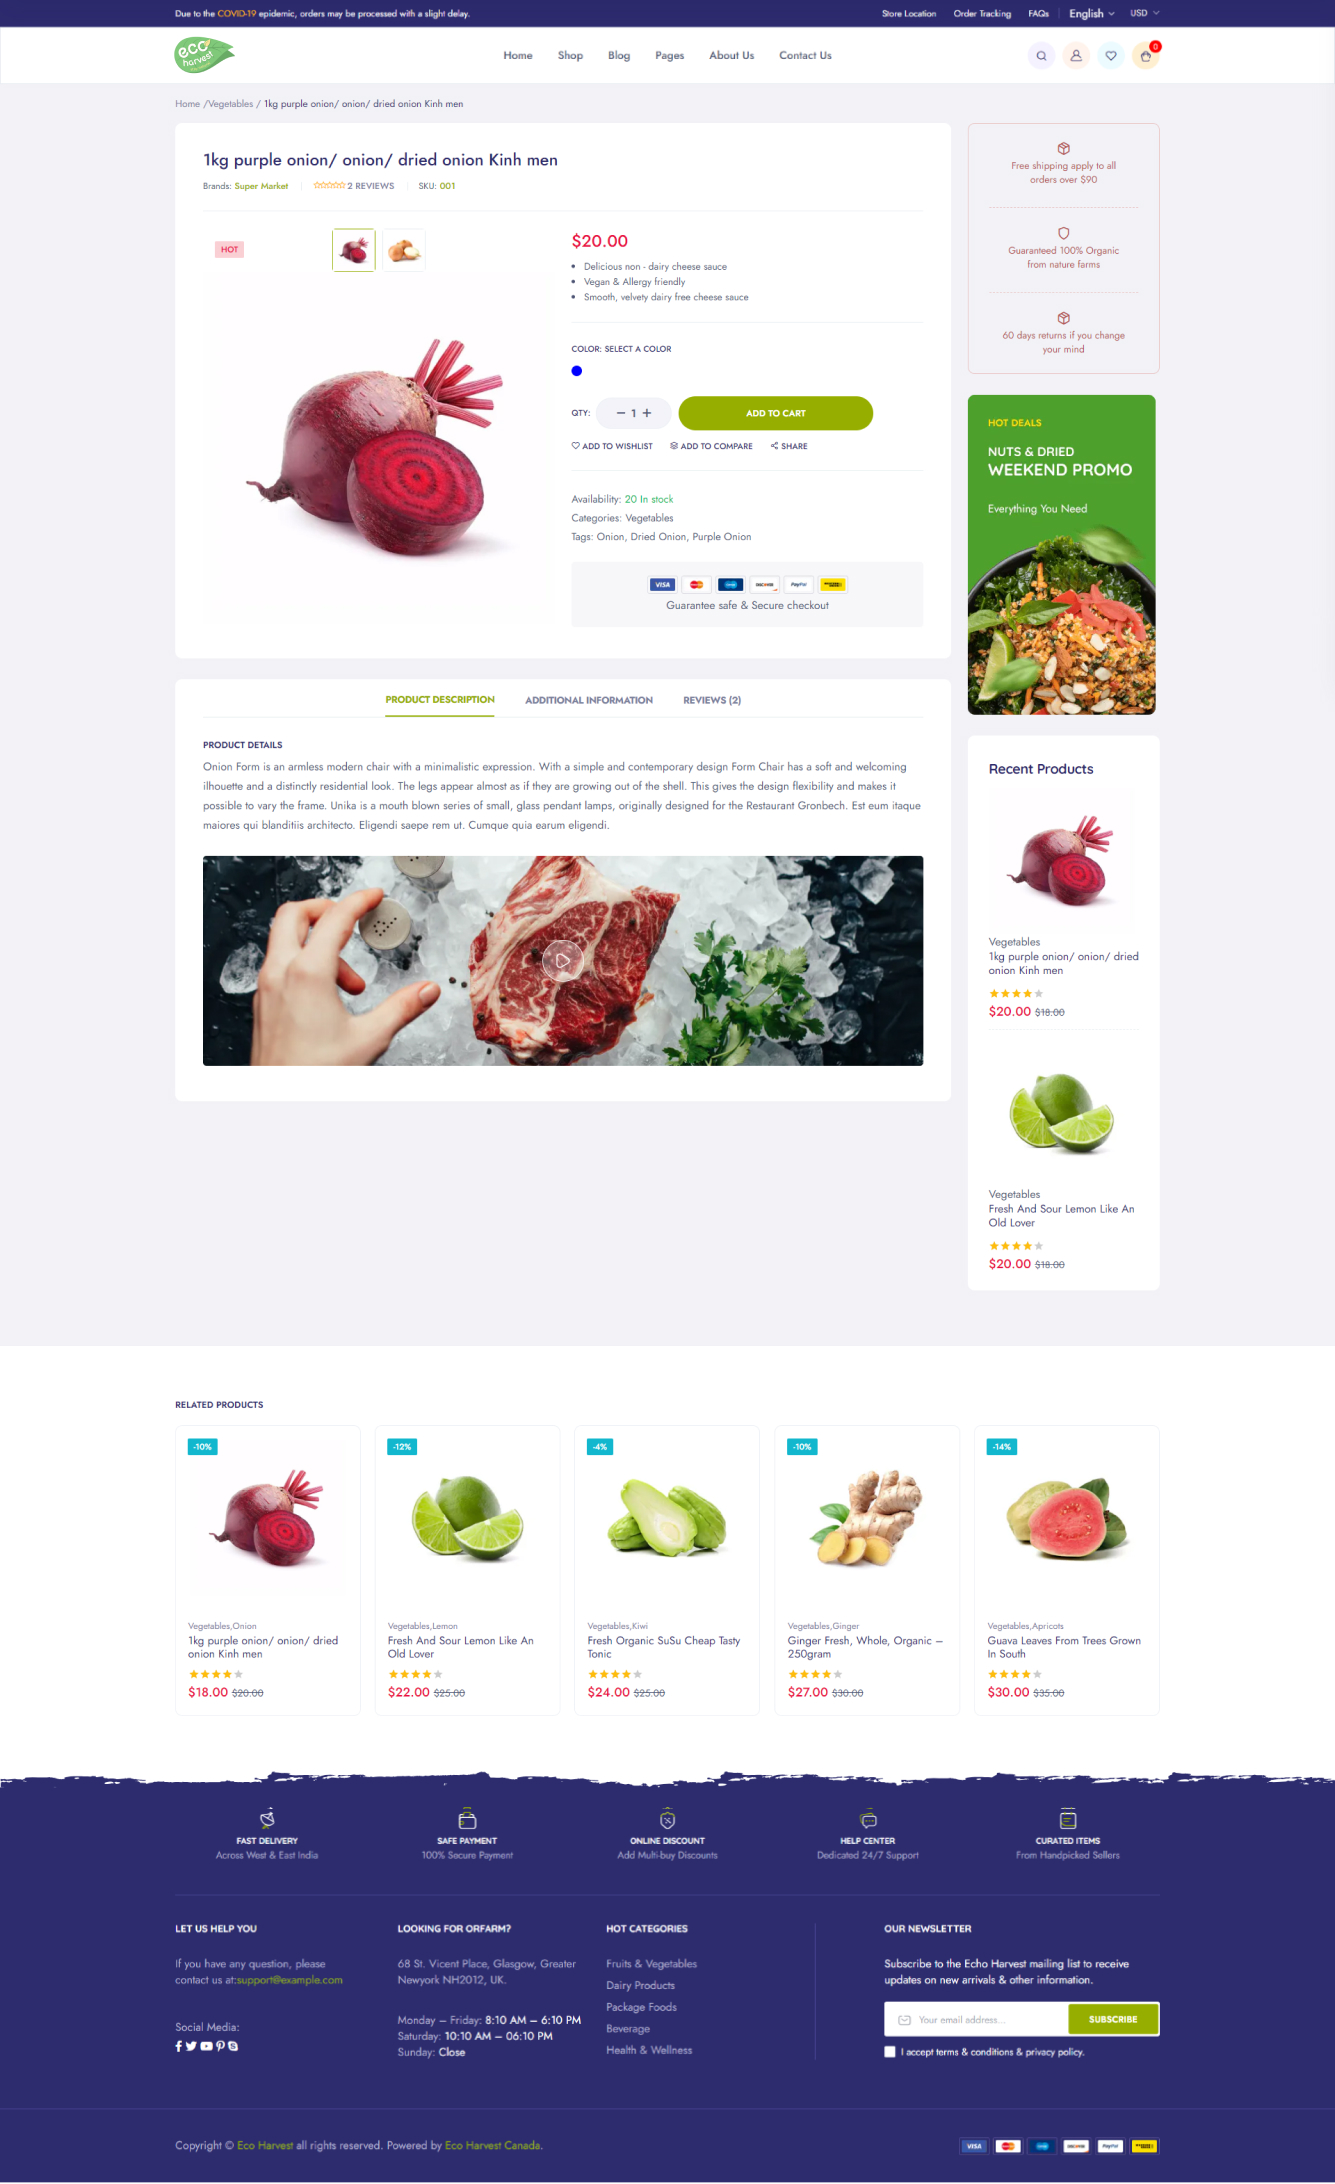 Due to the COVID-19 epidemic, orders may be processed with a slight delay.
Store Location Order Tracking FAQs English USD
eco harvest
Home Shop Blog Pages About Us Contact Us
0
Home /Vegetables / 1kg purple onion/ onion/ dried onion Kinh men
1kg purple onion/ onion/ dried onion Kinh men
Brands: Super Market 2 REVIEWS SKU: 001
HOT
$20.00
Delicious non - dairy cheese sauce
Vegan & Allergy friendly
Smooth, velvety dairy free cheese sauce
COLOR: SELECT A COLOR
QTY: − 1 + ADD TO CART
ADD TO WISHLIST ADD TO COMPARE SHARE
Availability: 20 In stock
Categories: Vegetables
Tags: Onion, Dried Onion, Purple Onion
VISA DISCOVER PayPal
Guarantee safe & Secure checkout
Free shipping apply to all
orders over $90
Guaranteed 100% Organic
from nature farms
60 days returns if you change
your mind
HOT DEALS
NUTS & DRIED
WEEKEND PROMO
Everything You Need
PRODUCT DESCRIPTION ADDITIONAL INFORMATION REVIEWS (2)
PRODUCT DETAILS
Onion Form is an armless modern chair with a minimalistic expression. With a simple and contemporary design Form Chair has a soft and welcoming
ilhouette and a distinctly residential look. The legs appear almost as if they are growing out of the shell. This gives the design flexibility and makes it
possible to vary the frame. Unika is a mouth blown series of small, glass pendant lamps, originally designed for the Restaurant Gronbech. Est eum itaque
maiores qui blanditiis architecto. Eligendi saepe rem ut. Cumque quia earum eligendi.
Recent Products
Vegetables
1kg purple onion/ onion/ dried
onion Kinh men
$20.00 $18.00
Vegetables
Fresh And Sour Lemon Like An
Old Lover
$20.00 $18.00
RELATED PRODUCTS
-10%
Vegetables,Onion
1kg purple onion/ onion/ dried
onion Kinh men
$18.00 $20.00
-12%
Vegetables,Lemon
Fresh And Sour Lemon Like An
Old Lover
$22.00 $25.00
-4%
Vegetables,Kiwi
Fresh Organic SuSu Cheap Tasty
Tonic
$24.00 $25.00
-10%
Vegetables,Ginger
Ginger Fresh, Whole, Organic –
250gram
$27.00 $30.00
-14%
Vegetables,Apricots
Guava Leaves From Trees Grown
In South
$30.00 $35.00
FAST DELIVERY
Across West & East India
SAFE PAYMENT
100% Secure Payment
ONLINE DISCOUNT
Add Multi-buy Discounts
HELP CENTER
Dedicated 24/7 Support
CURATED ITEMS
From Handpicked Sellers
LET US HELP YOU
If you have any question, please
contact us at:support@example.com
Social Media:
LOOKING FOR ORFARM?
68 St. Vicent Place, Glasgow, Greater
Newyork NH2012, UK.
Monday – Friday: 8:10 AM – 6:10 PM
Saturday: 10:10 AM – 06:10 PM
Sunday: Close
HOT CATEGORIES
Fruits & Vegetables
Dairy Products
Package Foods
Beverage
Health & Wellness
OUR NEWSLETTER
Subscribe to the Echo Harvest mailing list to receive
updates on new arrivals & other information.
Your email address... SUBSCRIBE
I accept terms & conditions & privacy policy.
Copyright © Eco Harvest all rights reserved. Powered by Eco Harvest Canada.
VISA DISCOVER PayPal